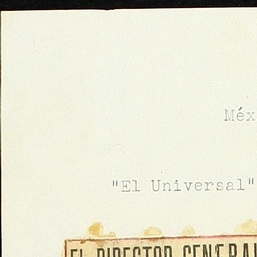 Méx
"El Universal"
EL DIRECTOR GENERAL